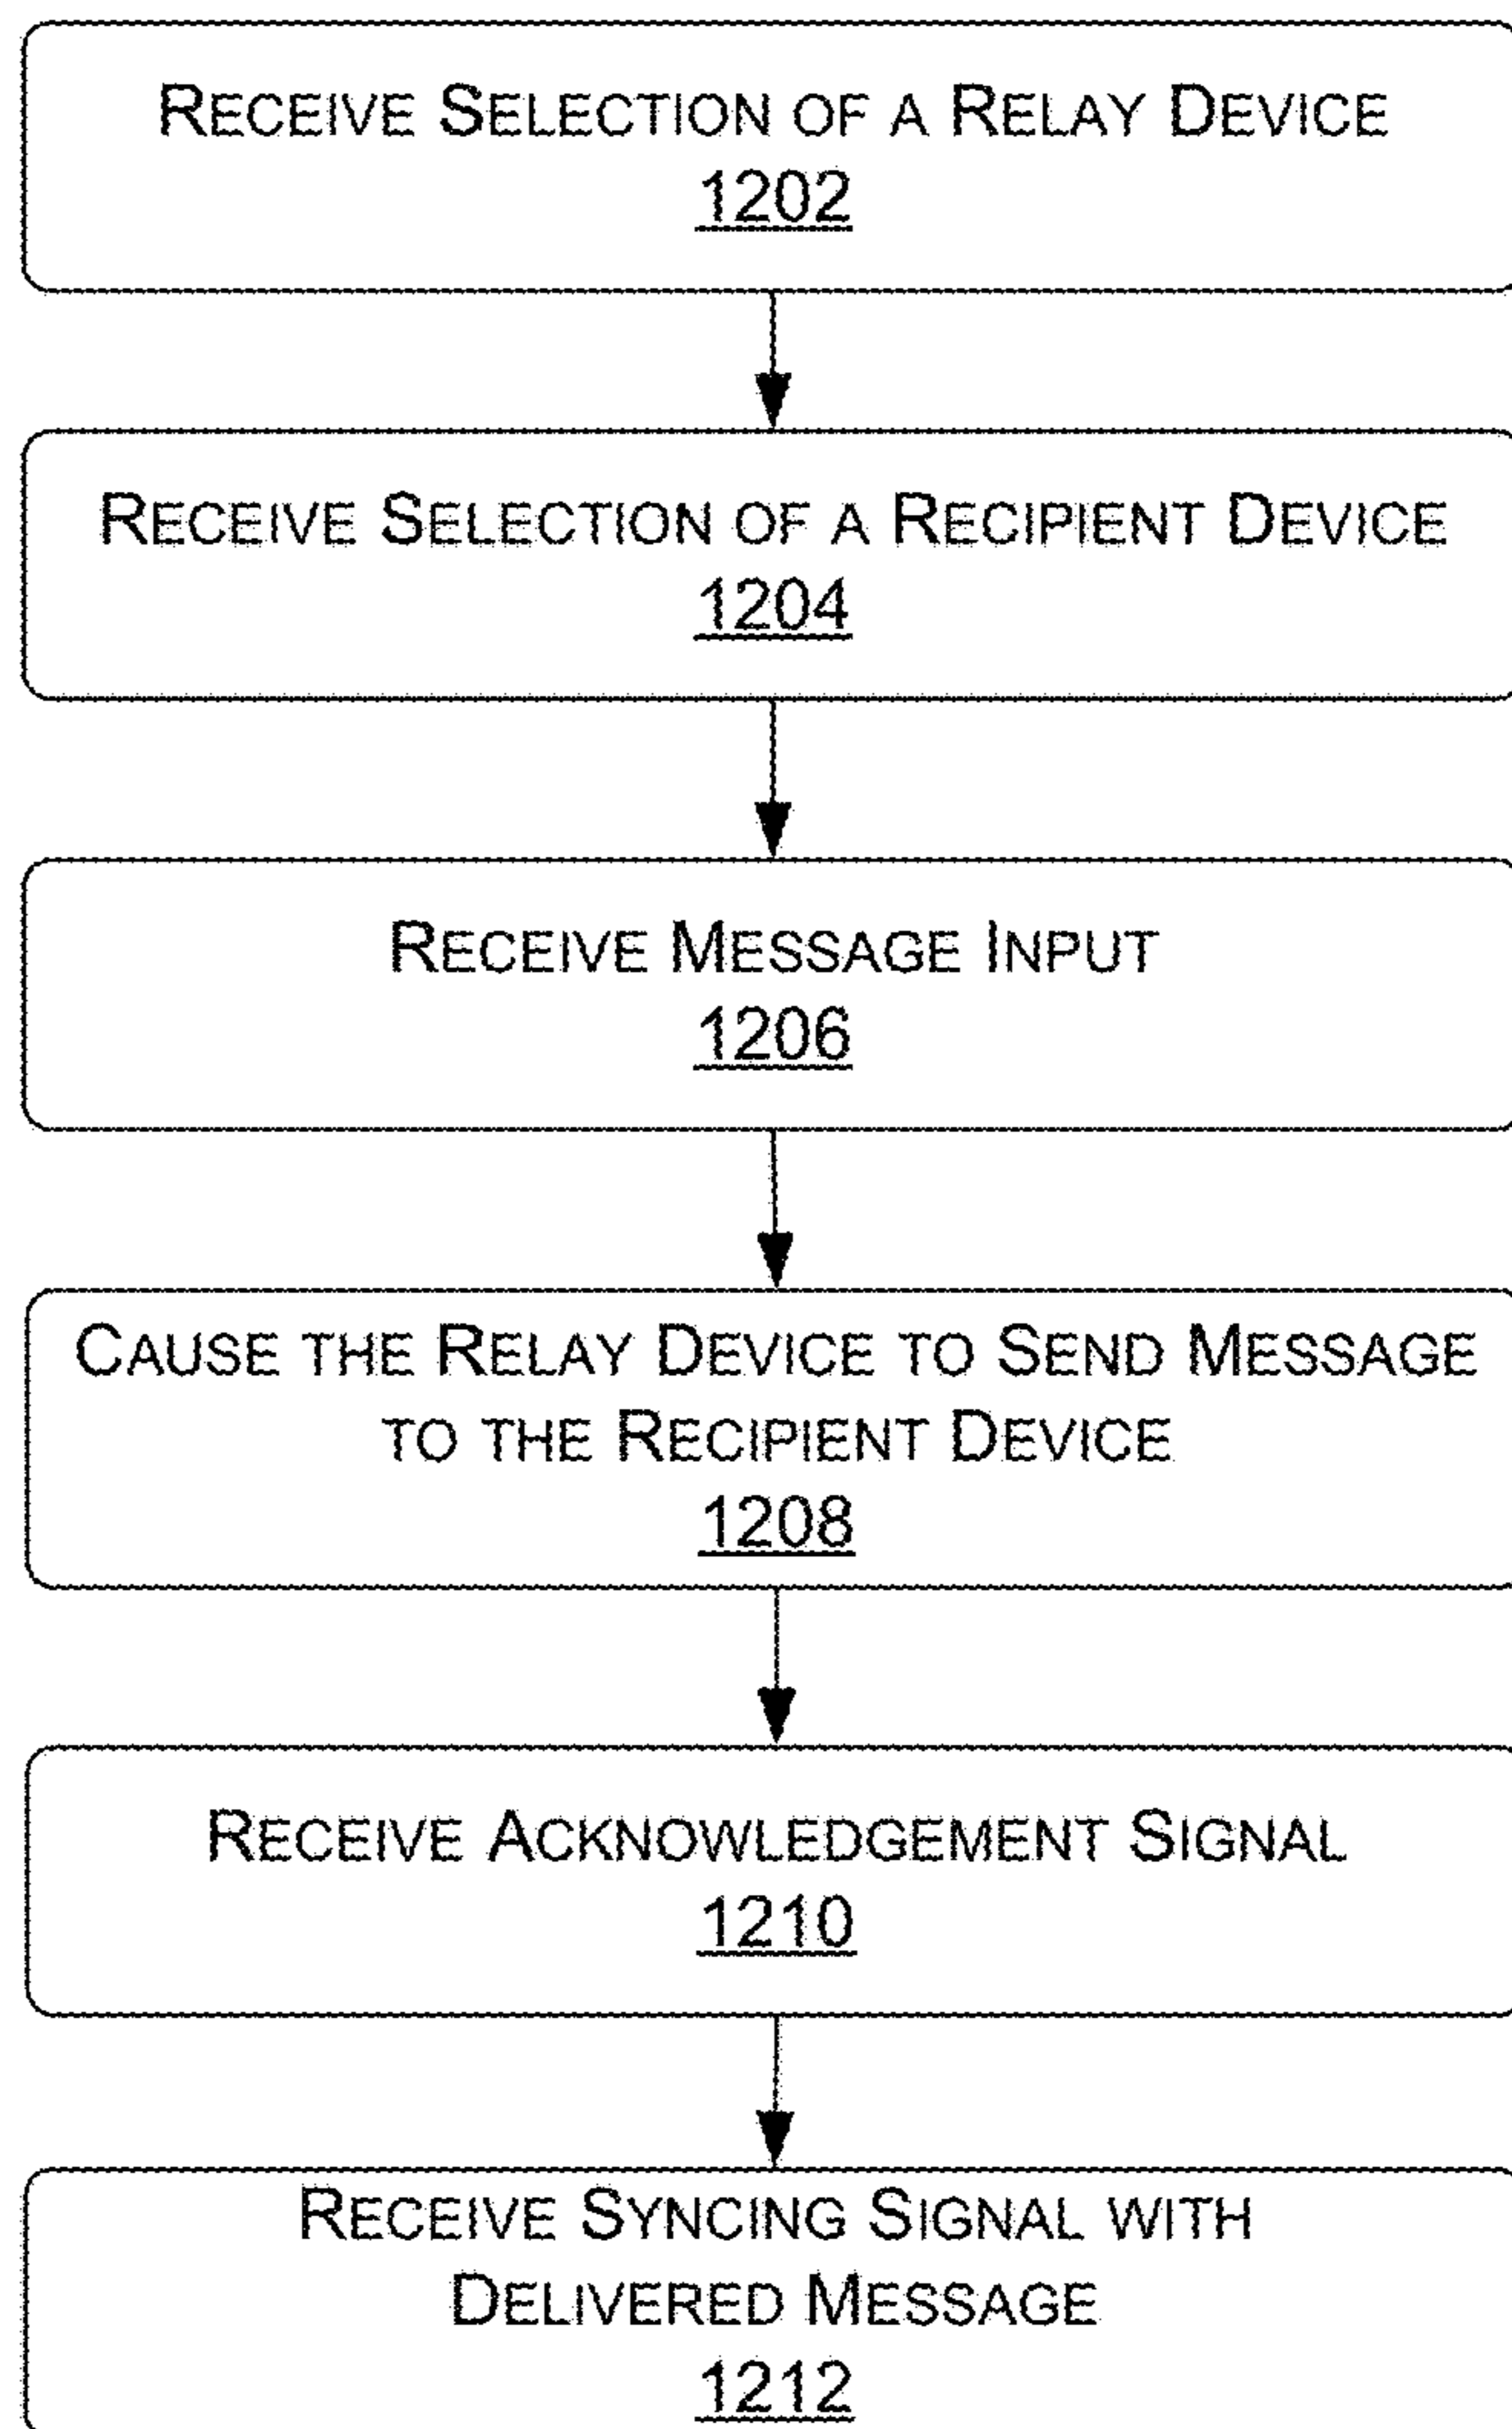 RECEIVE SELECTION OF A RELAY DEVICE
1202
RECEIVE SELECTION OF A RECIPIENT DEVICE
1204
RECEIVE MESSAGE INPUT
1206
CAUSE THE RELAY DEVICE TO SEND MESSAGE
TO THE RECIPIENT DEVICE
1208
RECEIVE ACKNOWLEDGEMENT SIGNAL
1210
RECEIVE SYNCING SIGNAL WITH
DELIVERED MESSAGE
1212